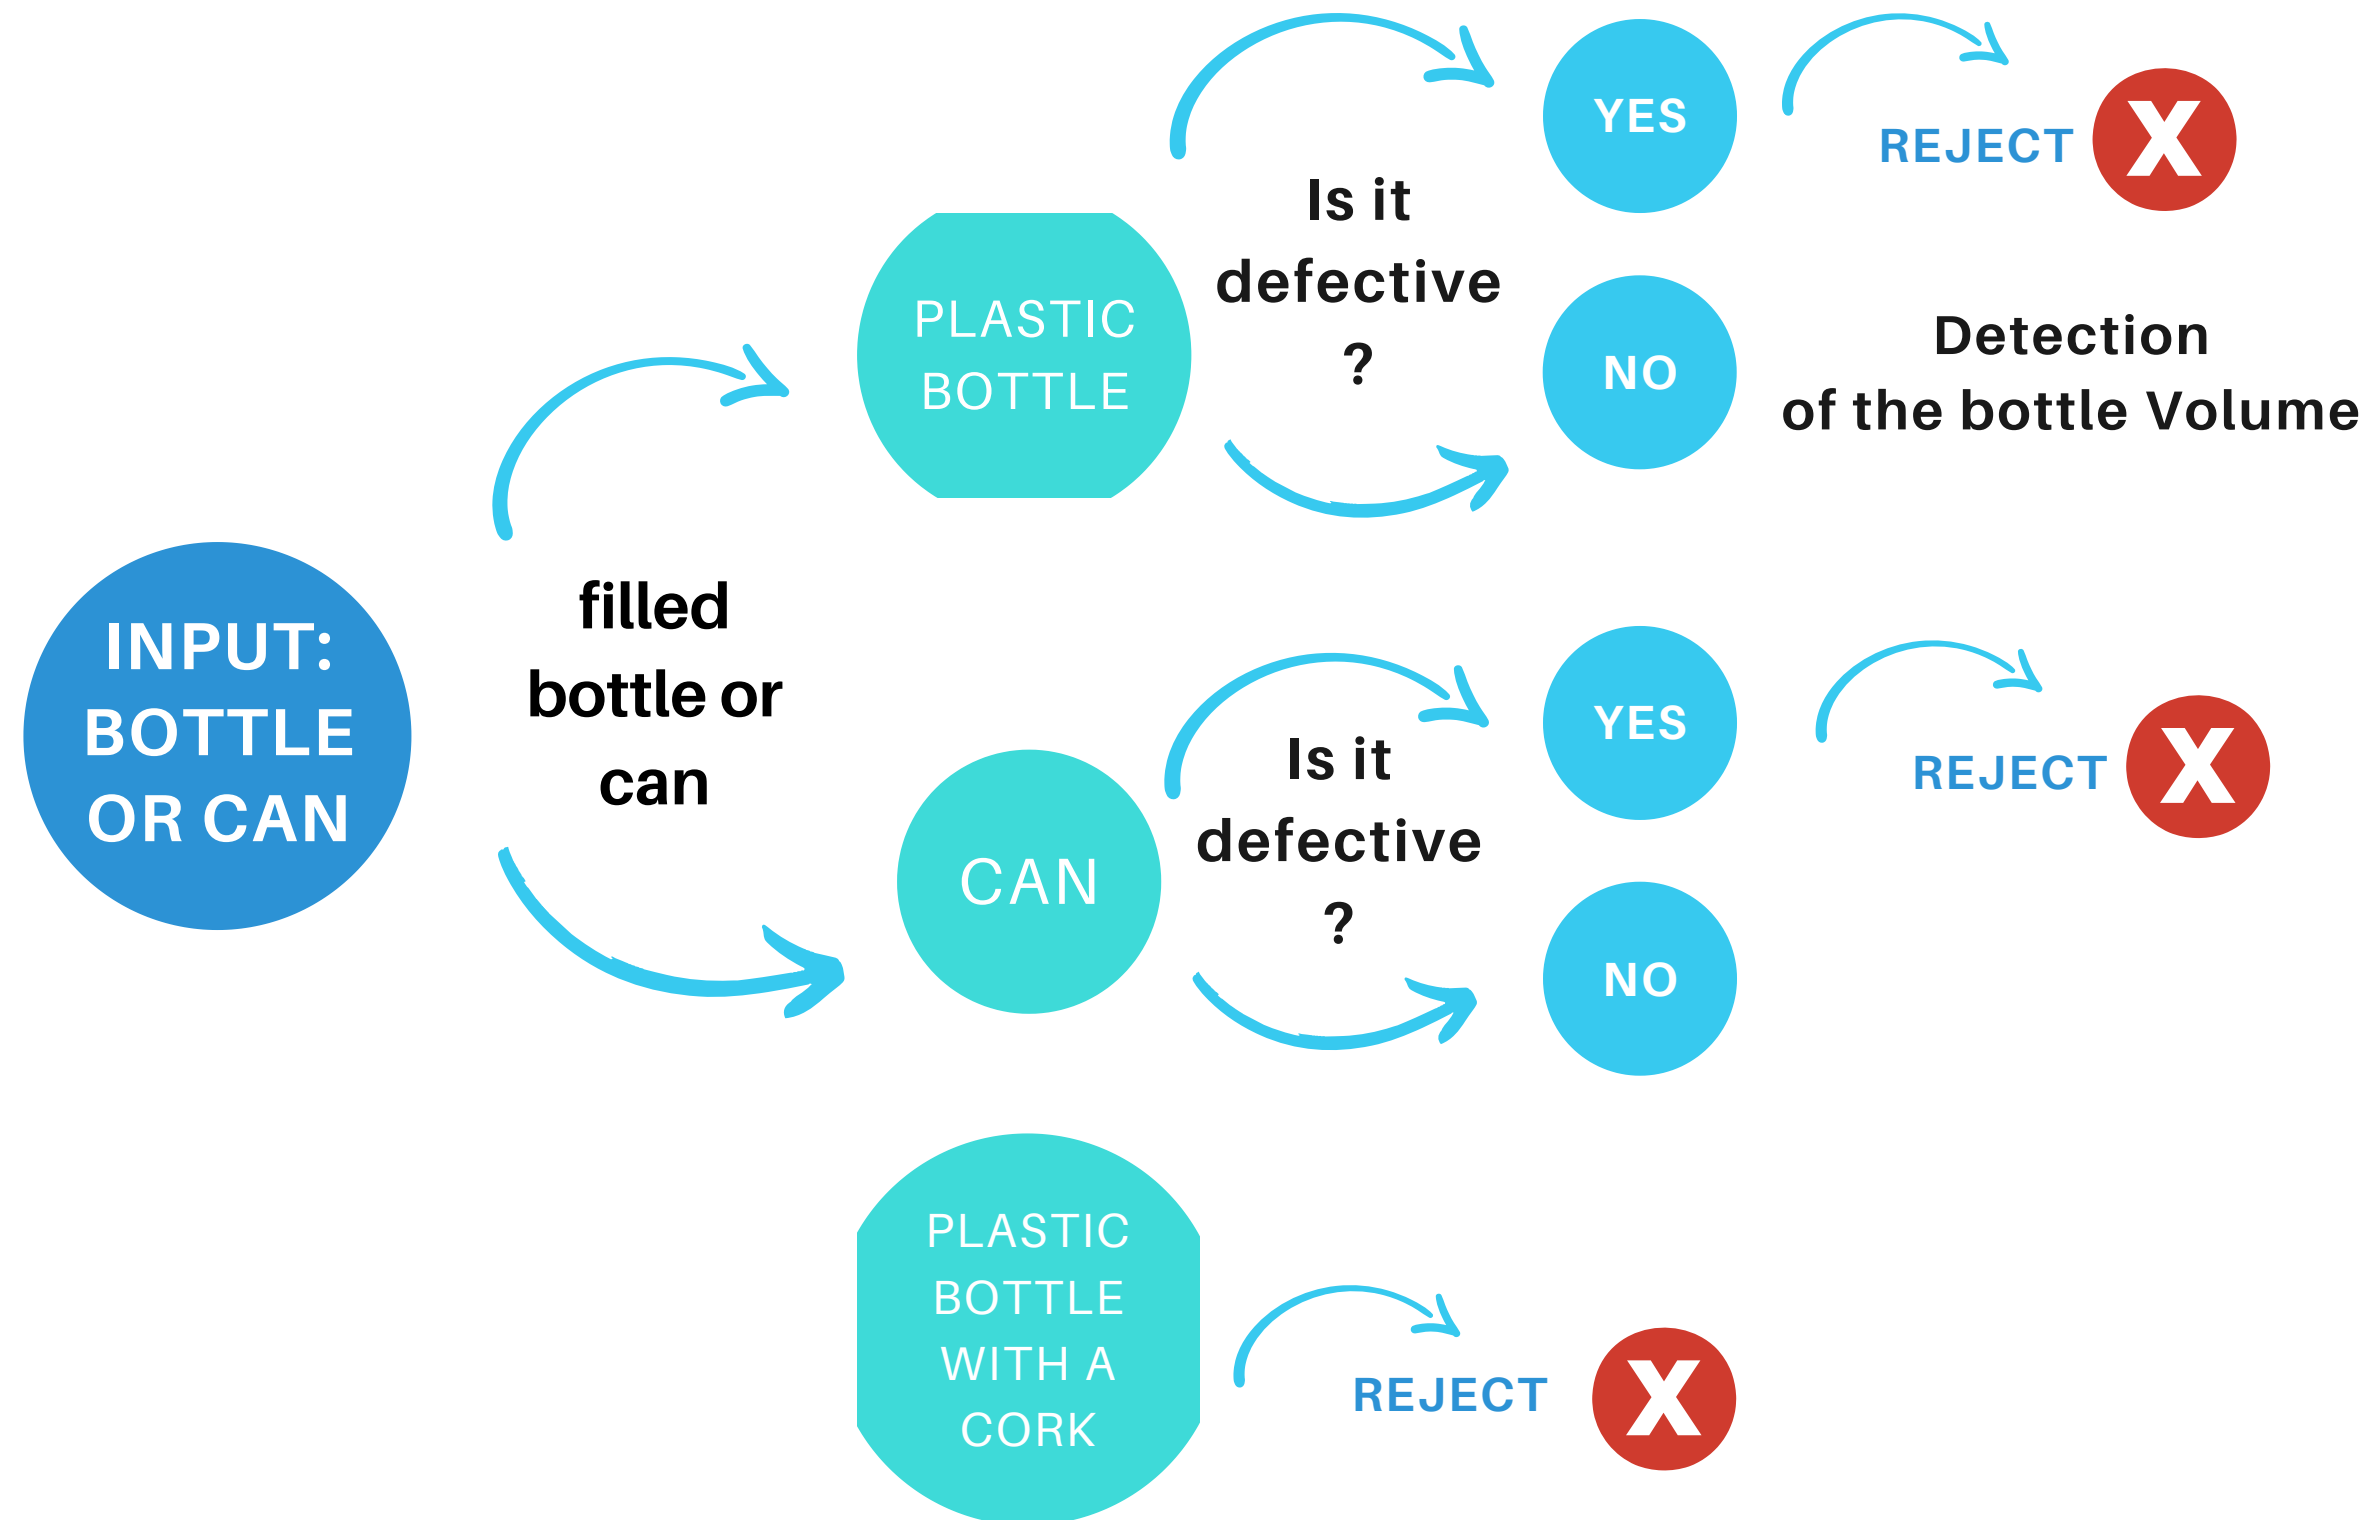 INPUT:
BOTTLE
OR CAN
filled
bottle or
can
PLASTIC
BOTTLE
Is it
defective
?
YES
REJECT
X
NO
Detection
of the bottle Volume
CAN
Is it
defective
?
YES
REJECT
X
NO
PLASTIC
BOTTLE
WITH A
CORK
REJECT
X